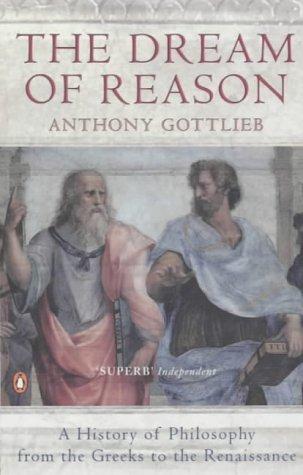 THE DREAM
OF REASON
ANTHONY GOTTLIEB
'SUPERB' Independent
A History of Philosophy
from the Greeks to the Renaissance